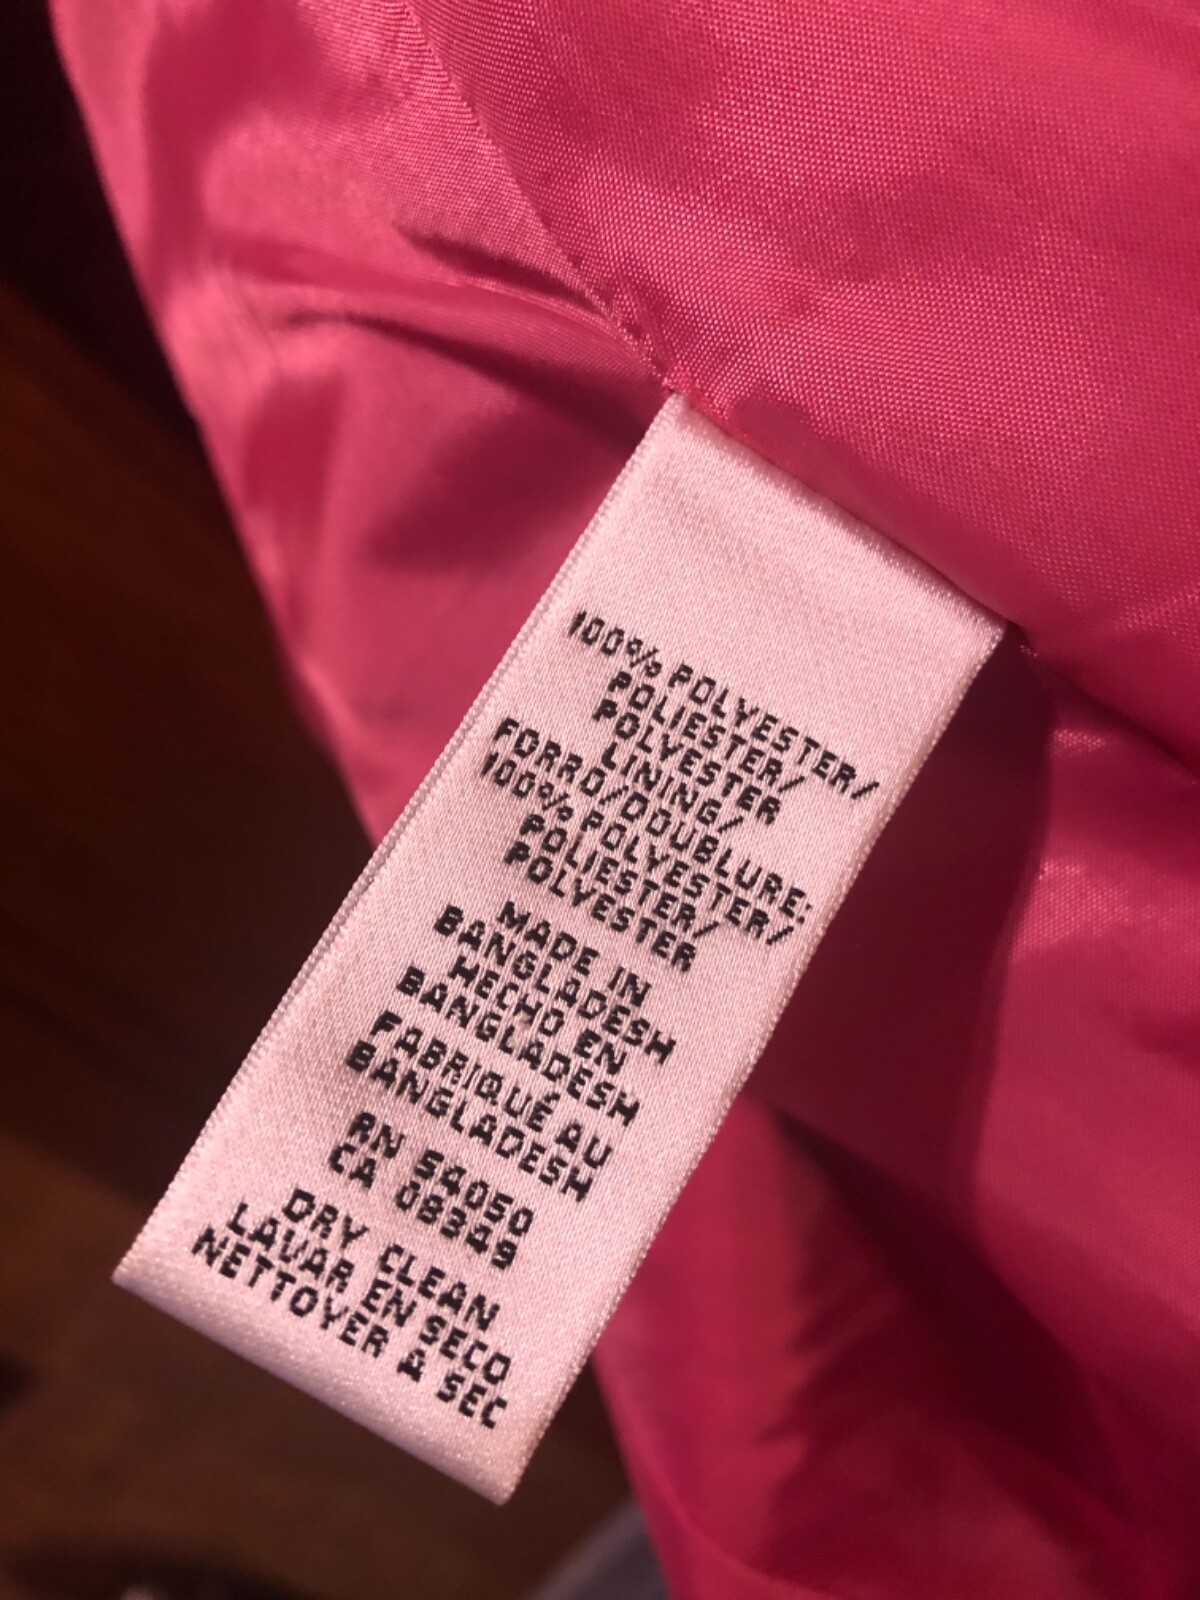 100% POLYESTER/
POLIESTER/
POLYESTER
LINING/
FORRO/DOUBLURE:
100% POLYESTER/
POLIESTER/
POLYESTER
MADE IN
BANGLADESH
HECHO EN
BANGLADESH
FABRIQUÉ AU
BANGLADESH
RN 54050
CA 08349
DRY CLEAN
LAVAR EN SECO
NETTOYER A SEC